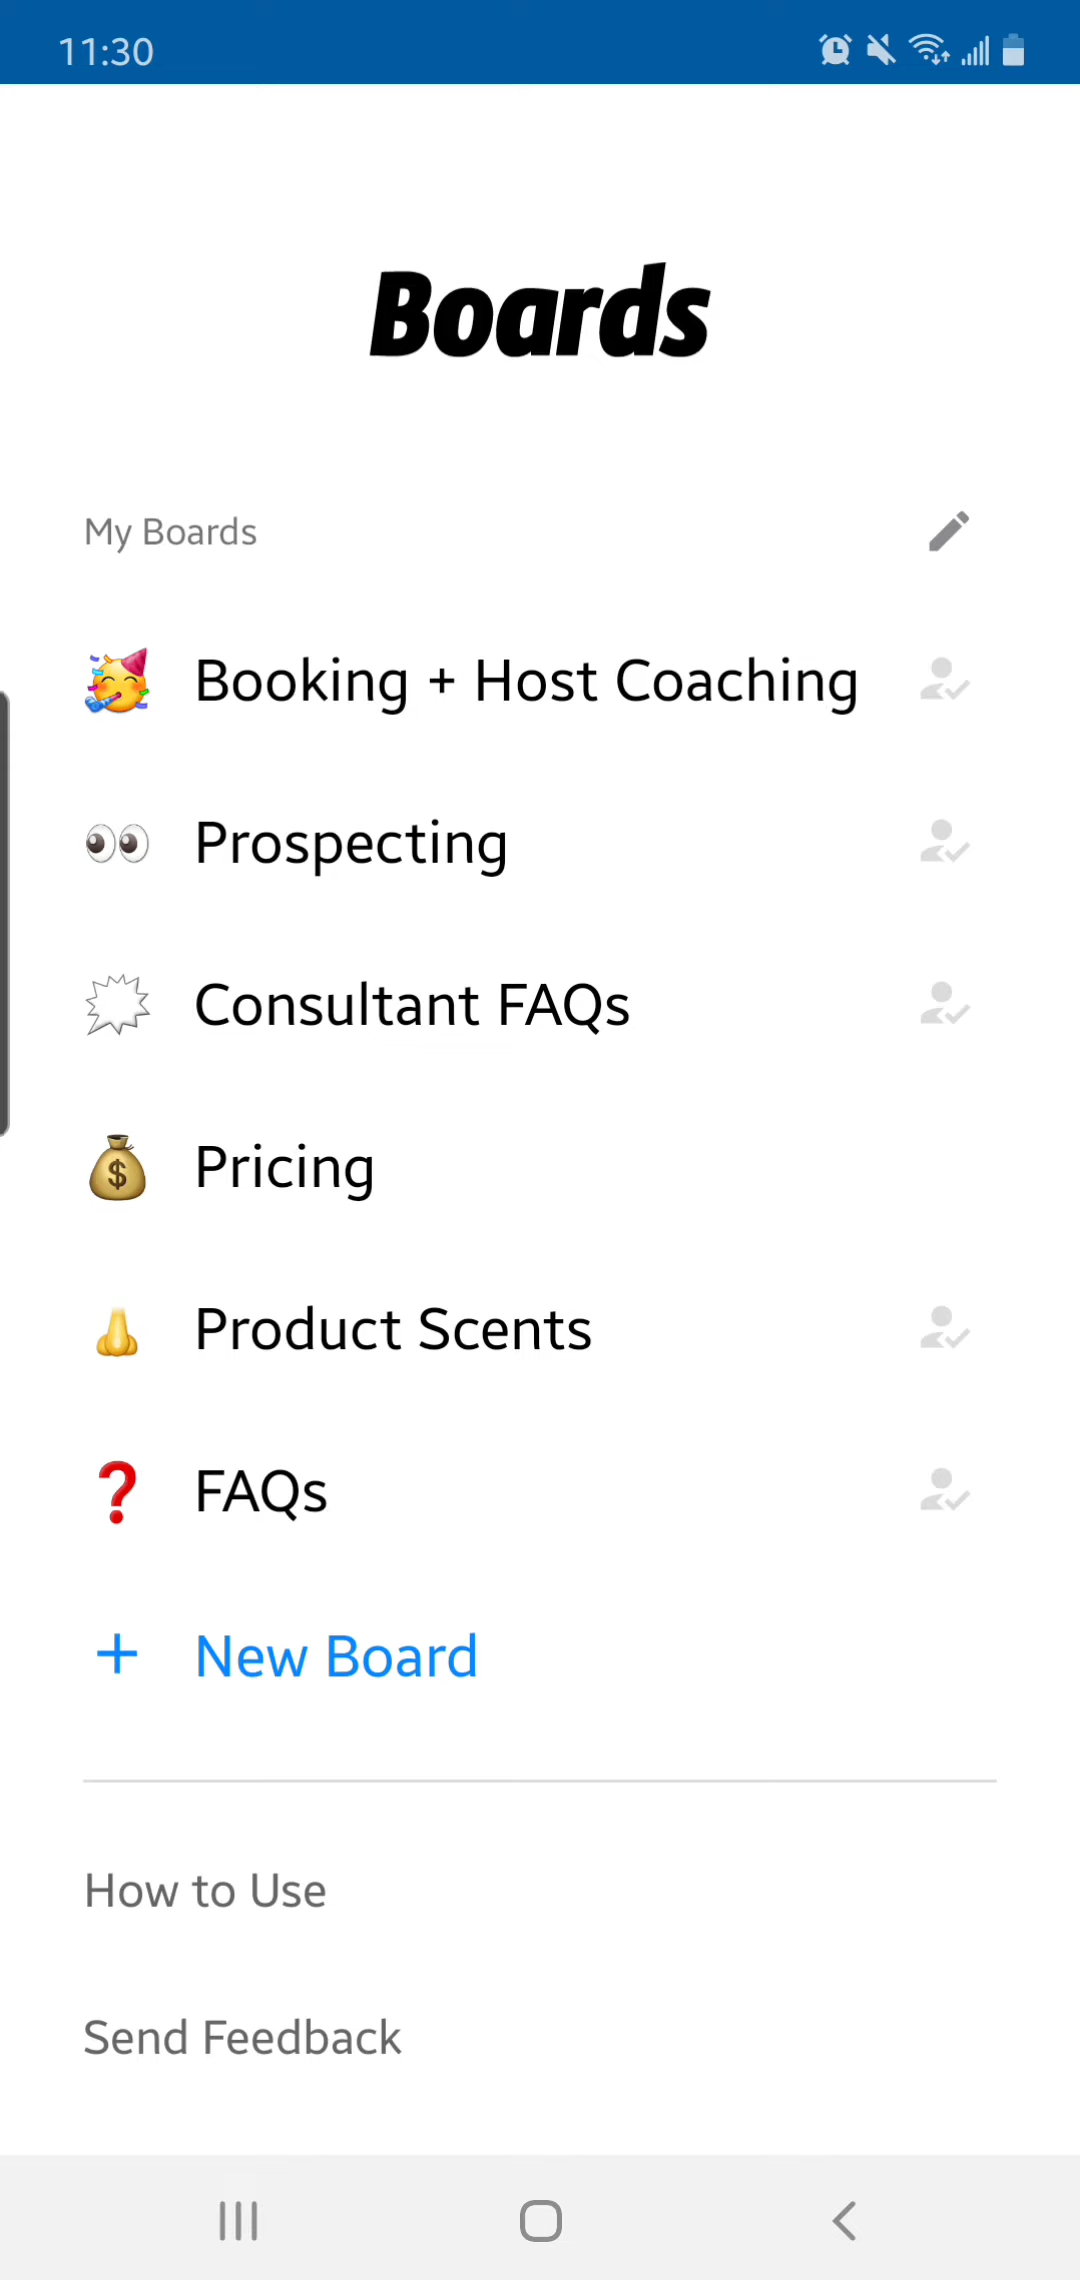 11:30
Boards
My Boards
Booking + Host Coaching
Prospecting
Consultant FAQs
Pricing
Product Scents
FAQs
+ New Board
How to Use
Send Feedback